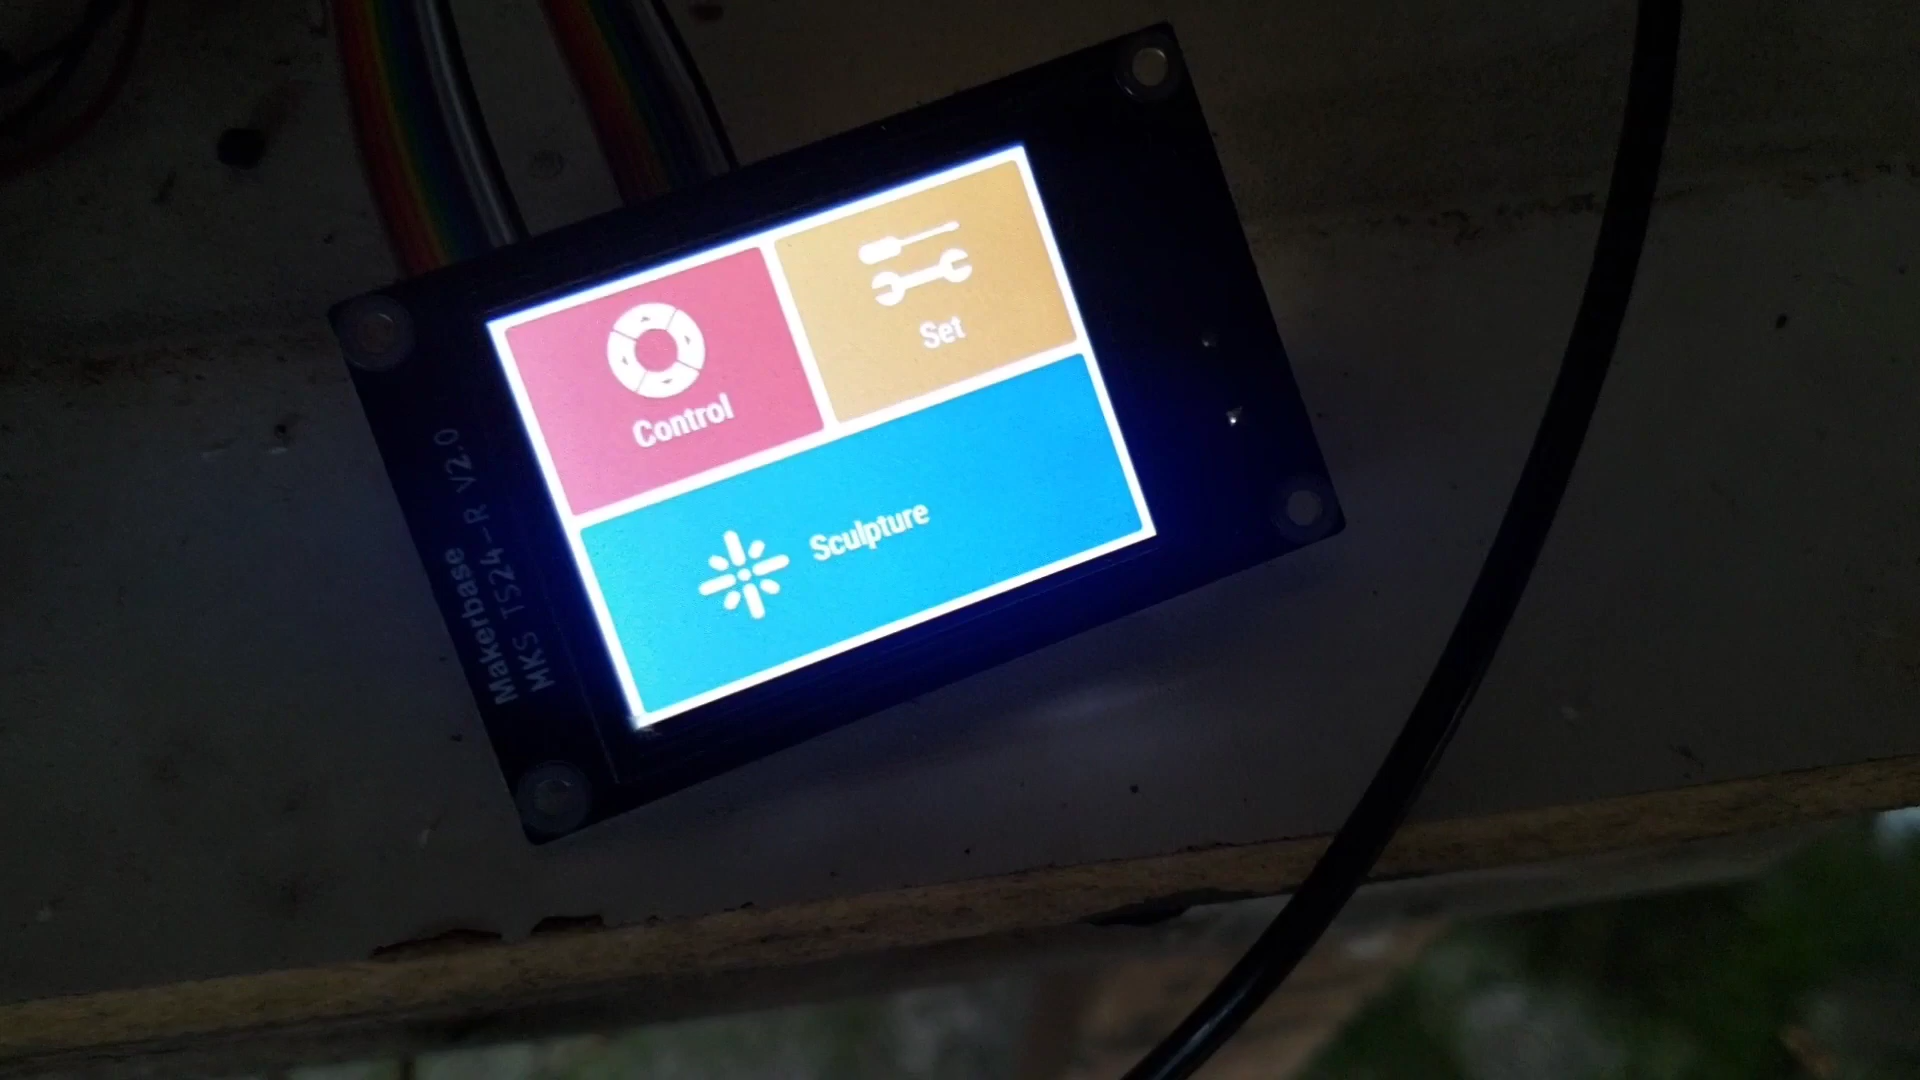 Control
Set
Sculpture
Makerbase
MKS TS24-R V2.0